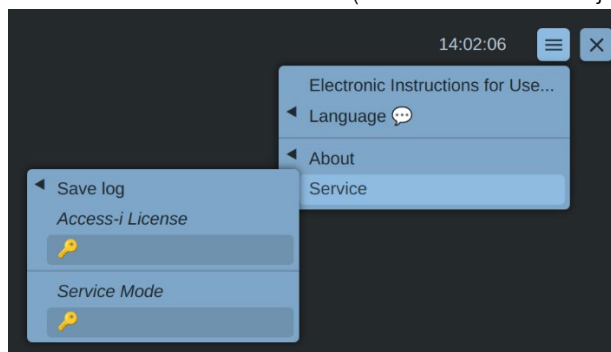 14:02:06
Electronic Instructions for Use...
Language
About
Service
Save log
Access-i License
Service Mode